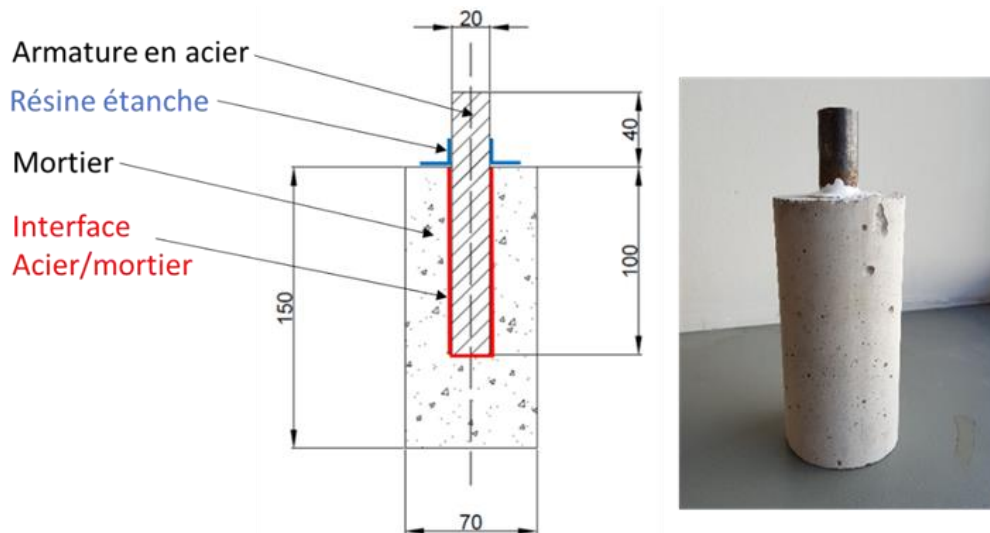 20
Armature en acier
Résine étanche
40
Mortier
Interface
Acier/mortier
100
150
70